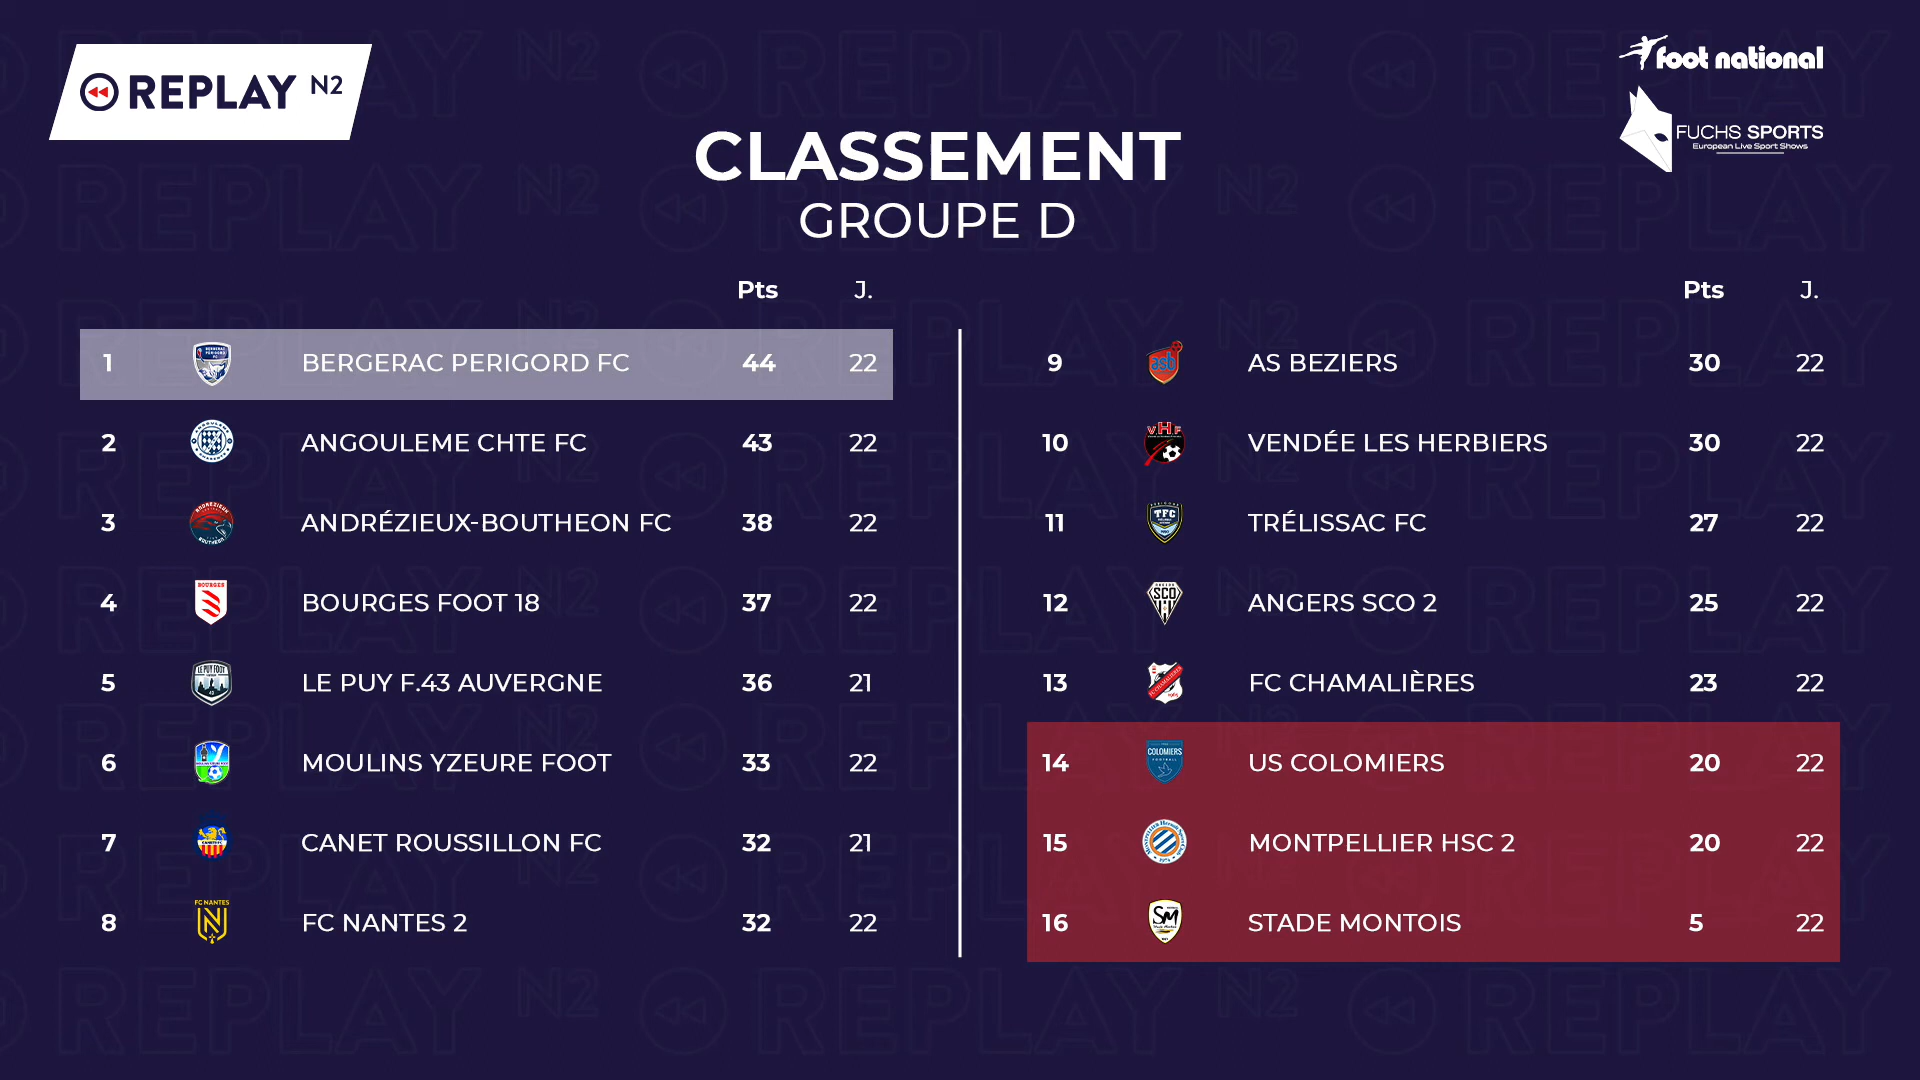 REPLAY N2
foot national
FUCHS SPORTS
European Live Sport Shows
CLASSEMENT
GROUPE D
Pts J.
1 BERGERAC PERIGORD FC 44 22
2 ANGOULEME CHTE FC 43 22
3 ANDRÉZIEUX-BOUTHEON FC 38 22
4 BOURGES FOOT 18 37 22
5 LE PUY F.43 AUVERGNE 36 21
6 MOULINS YZEURE FOOT 33 22
7 CANET ROUSSILLON FC 32 21
8 FC NANTES 2 32 22
Pts J.
9 AS BEZIERS 30 22
10 VENDÉE LES HERBIERS 30 22
11 TRÉLISSAC FC 27 22
12 ANGERS SCO 2 25 22
13 FC CHAMALIÈRES 23 22
14 US COLOMIERS 20 22
15 MONTPELLIER HSC 2 20 22
16 STADE MONTOIS 5 22